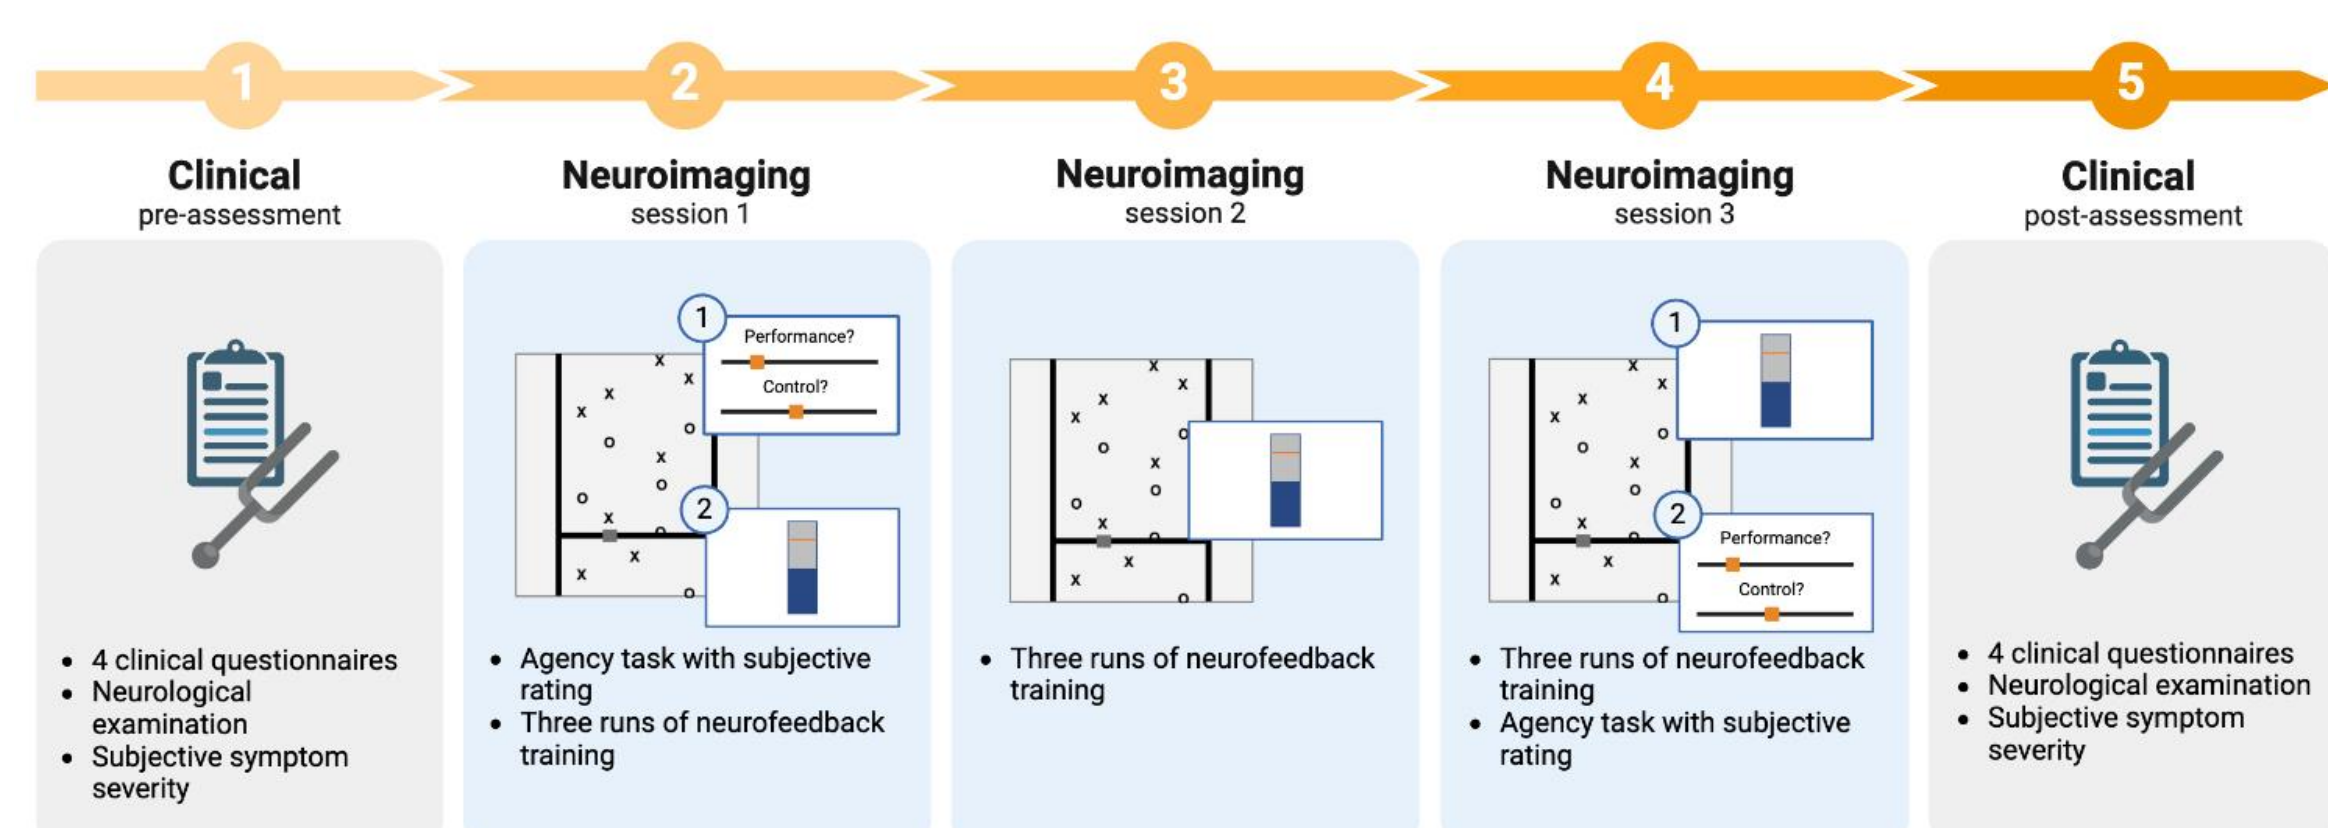 1
2
3
4
5
Clinical
pre-assessment
Neuroimaging
session 1
Neuroimaging
session 2
Neuroimaging
session 3
Clinical
post-assessment
• 4 clinical questionnaires
• Neurological
examination
• Subjective symptom
severity
1
Performance?
Control?
x
x
x
x
o
o
x
o
o
x
o
x
x
o
2
• Agency task with subjective
rating
• Three runs of neurofeedback
training
x
x
x
x
o
o
x
o
o
x
o
x
x
o
• Three runs of neurofeedback
training
1
x
x
x
x
o
o
x
o
o
x
o
x
x
o
2
Performance?
Control?
• Three runs of neurofeedback
training
• Agency task with subjective
rating
• 4 clinical questionnaires
• Neurological examination
• Subjective symptom
severity